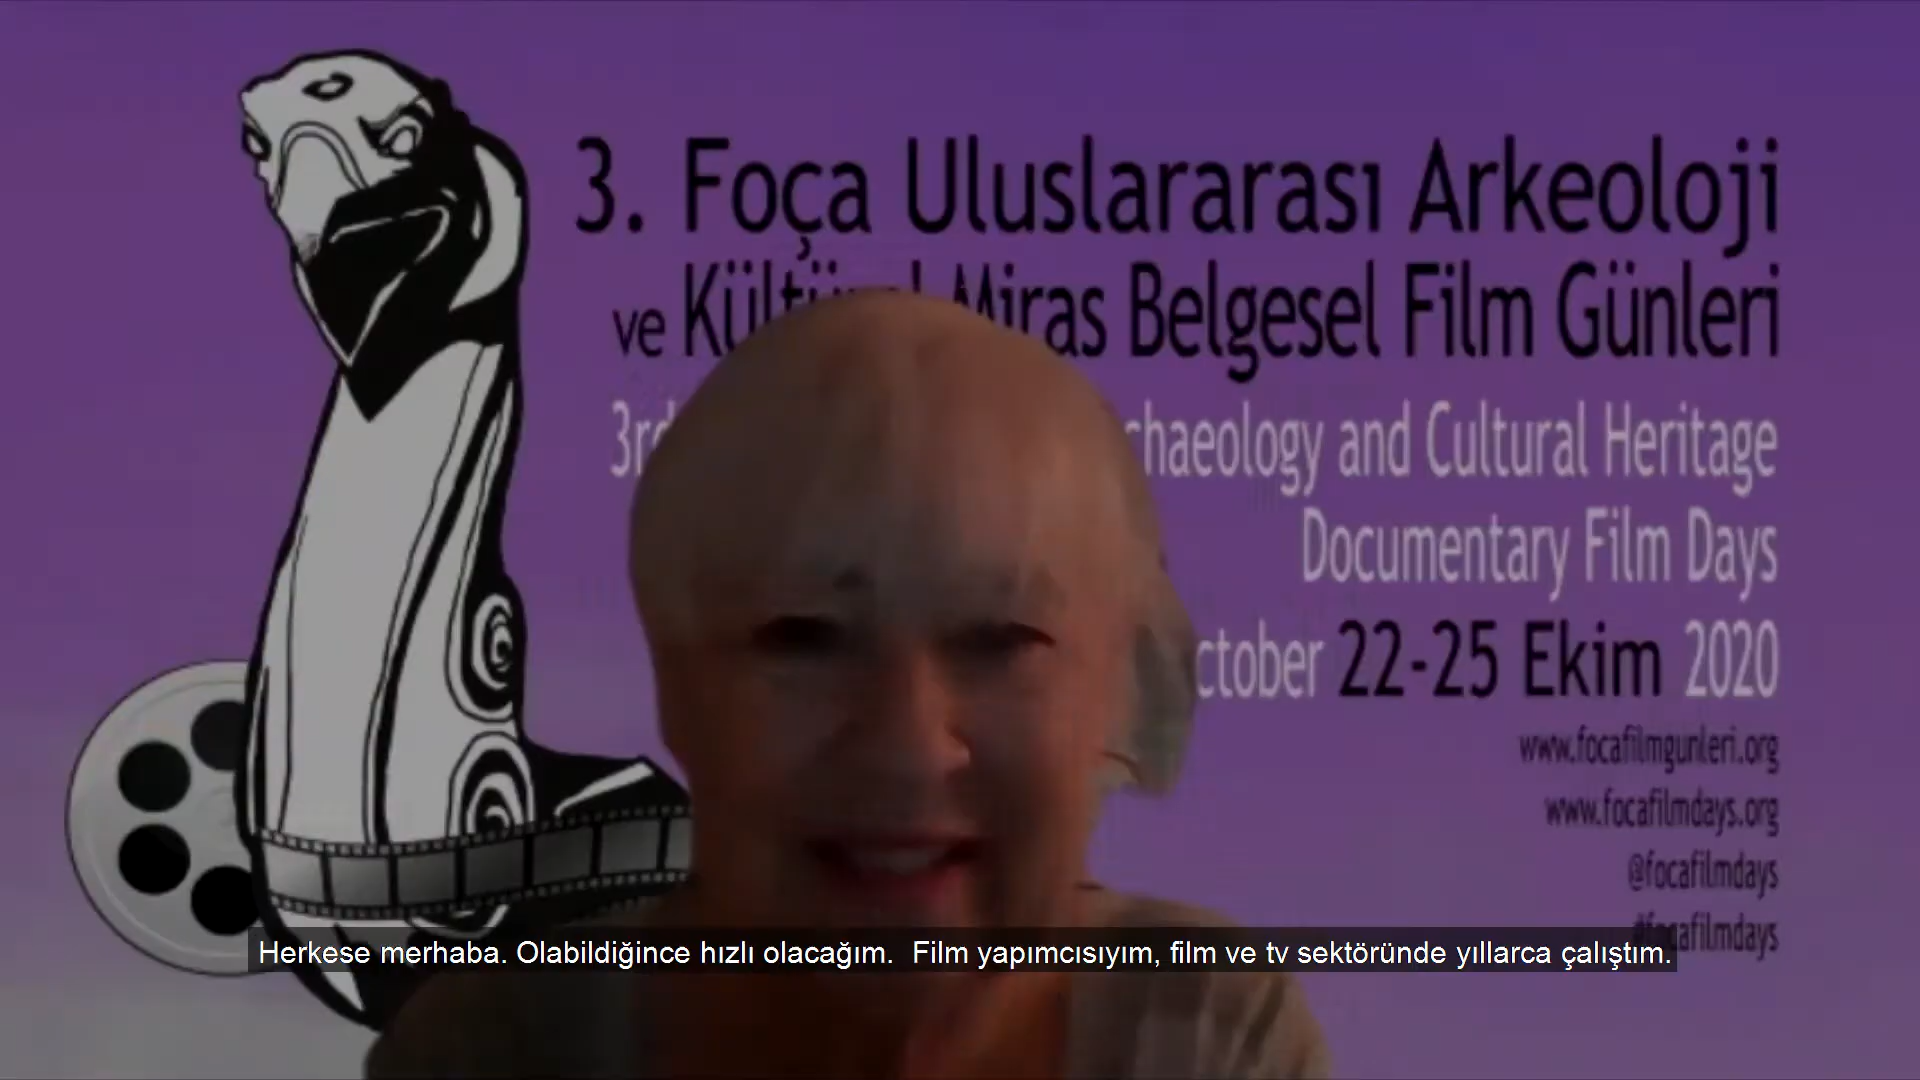 3. Foça Uluslararası Arkeoloji
ve Miras Belgesel Film Günleri
3rd chaeology and Cultural Heritage
Documentary Film Days
ctober 22-25 Ekim 2020
www.focafilmgunleri.org
www.focafilmdays.org
@focafilmdays
#focafilmdays
Herkese merhaba. Olabildiğince hızlı olacağım. Film yapımcısıyım, film ve tv sektöründe yıllarca çalıştım.